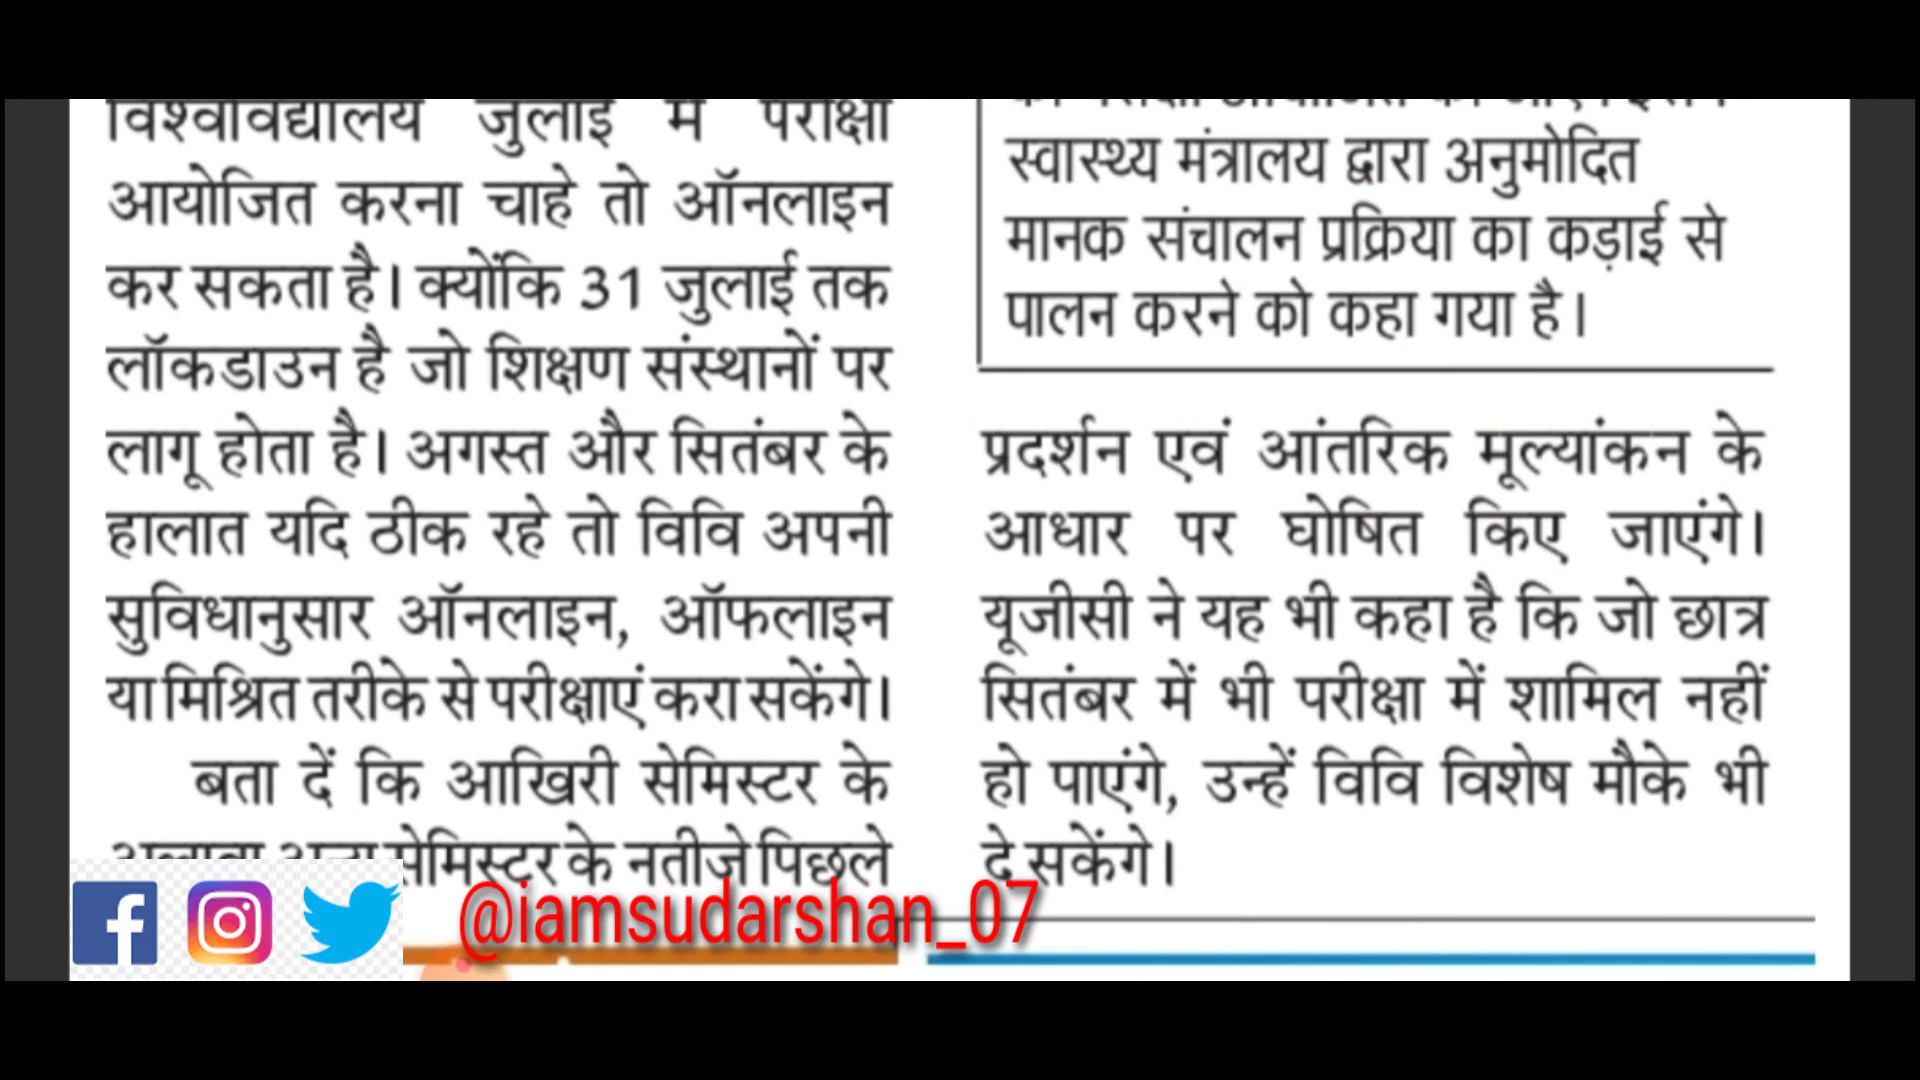 विश्वविद्यालय जुलाई में परीक्षा
आयोजित करना चाहे तो ऑनलाइन
कर सकता है। क्योंकि 31 जुलाई तक
लॉकडाउन है जो शिक्षण संस्थानों पर
लागू होता है। अगस्त और सितंबर के
हालात यदि ठीक रहे तो विवि अपनी
सुविधानुसार ऑनलाइन, ऑफलाइन
या मिश्रित तरीके से परीक्षाएं करा सकेंगे।
बता दें कि आखिरी सेमिस्टर के
सेमिस्टर के नतीजे पिछले
स्वास्थ्य मंत्रालय द्वारा अनुमोदित
मानक संचालन प्रक्रिया का कड़ाई से
पालन करने को कहा गया है।
प्रदर्शन एवं आंतरिक मूल्यांकन के
आधार पर घोषित किए जाएंगे।
यूजीसी ने यह भी कहा है कि जो छात्र
सितंबर में भी परीक्षा में शामिल नहीं
हो पाएंगे, उन्हें विवि विशेष मौके भी
दे सकेंगे।
@iamsudarshan_07